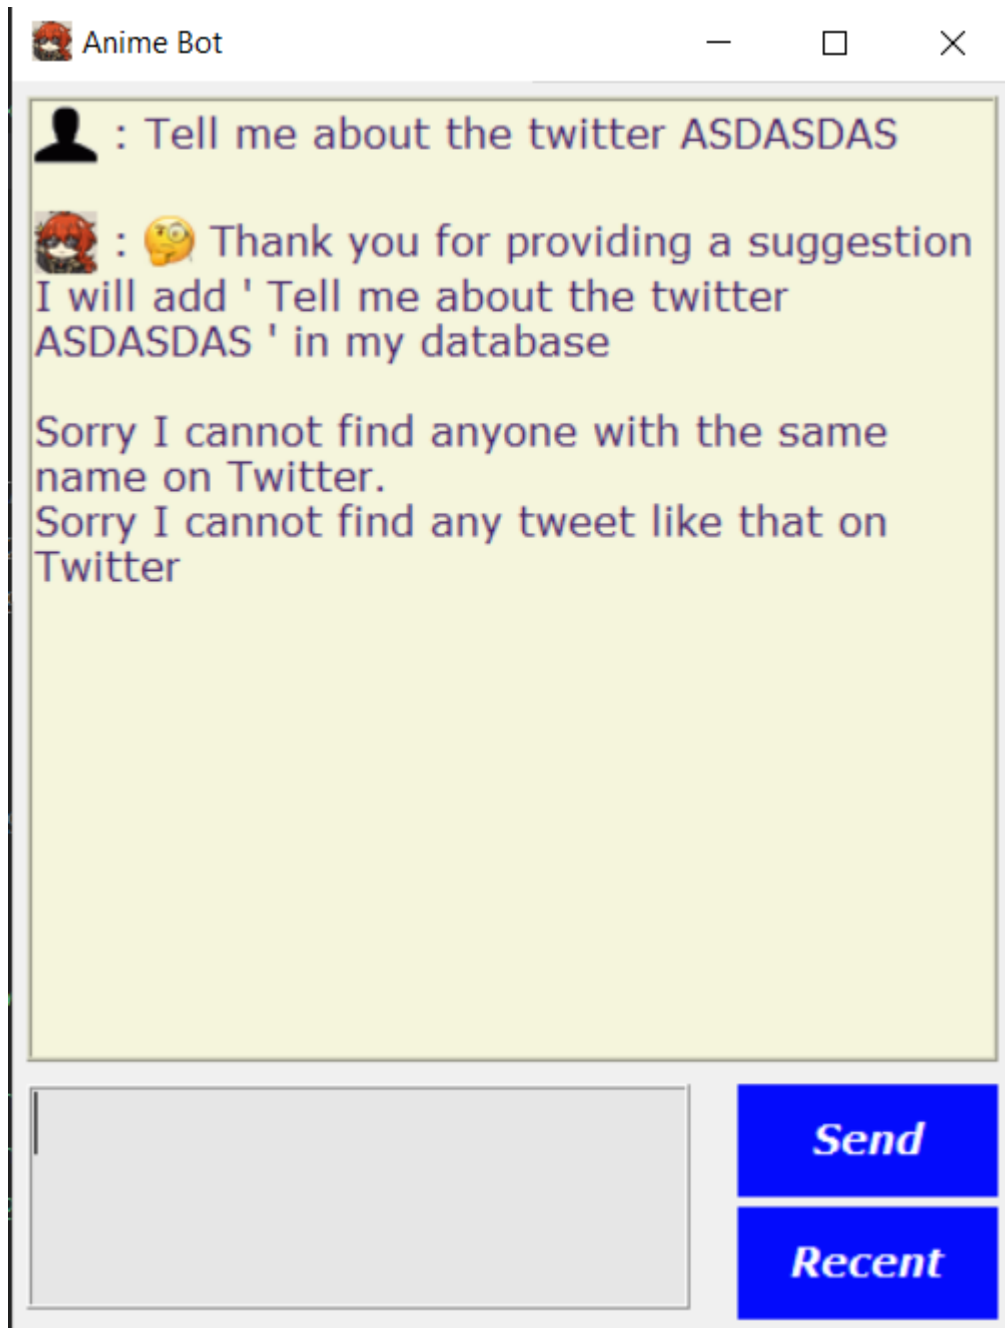 Anime Bot
: Tell me about the twitter ASDASDAS
: 🧐 Thank you for providing a suggestion
I will add ' Tell me about the twitter
ASDASDAS ' in my database
Sorry I cannot find anyone with the same
name on Twitter.
Sorry I cannot find any tweet like that on
Twitter
Send
Recent